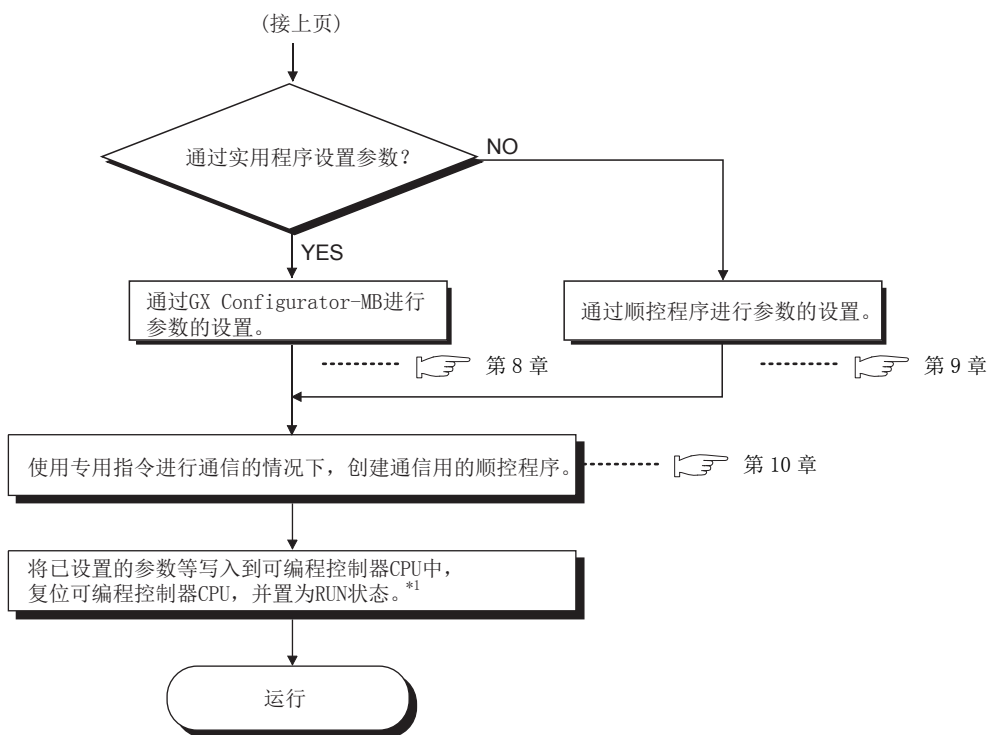 (接上页)
通过实用程序设置参数？
NO
YES
通过GX Configurator-MB进行
参数的设置。
通过顺控程序进行参数的设置。
第 8 章
第 9 章
使用专用指令进行通信的情况下，创建通信用的顺控程序。
第 10 章
将已设置的参数等写入到可编程控制器CPU中，
复位可编程控制器CPU，并置为RUN状态。*1
运行